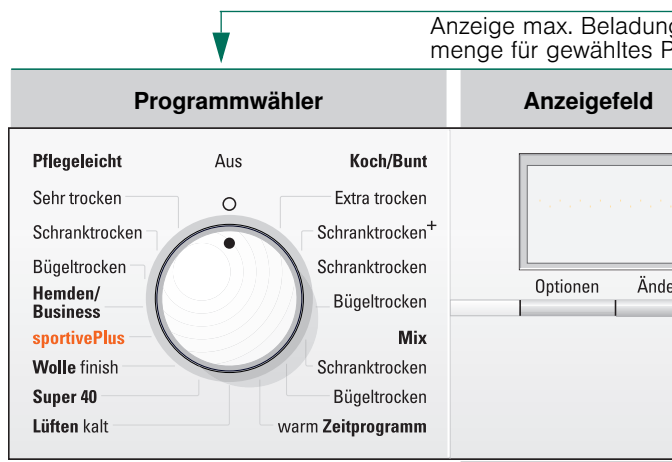 Anzeige max. Beladung
menge für gewähltes P
Programmwähler
Anzeigefeld
Pflegeleicht
Aus
Koch/Bunt
Sehr trocken
Extra trocken
Schranktrocken
Schranktrocken+
Bügeltrocken
Schranktrocken
Hemden/
Business
Bügeltrocken
sportivePlus
Mix
Wolle finish
Schranktrocken
Super 40
Bügeltrocken
Lüften kalt
warm Zeitprogramm
Optionen
Ände